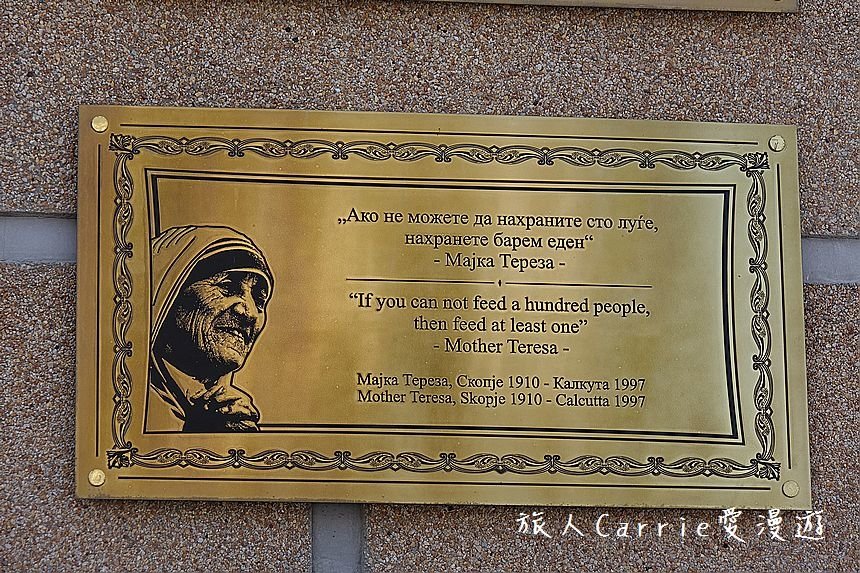 „Ако не можете да нахраните сто луѓе,
нахранете барем еден“
- Мајка Тереза -
“If you can not feed a hundred people,
then feed at least one”
- Mother Teresa -
Мајка Тереза, Скопје 1910 - Калкута 1997
Mother Teresa, Skopje 1910 - Calcutta 1997
旅人Carrie愛漫遊